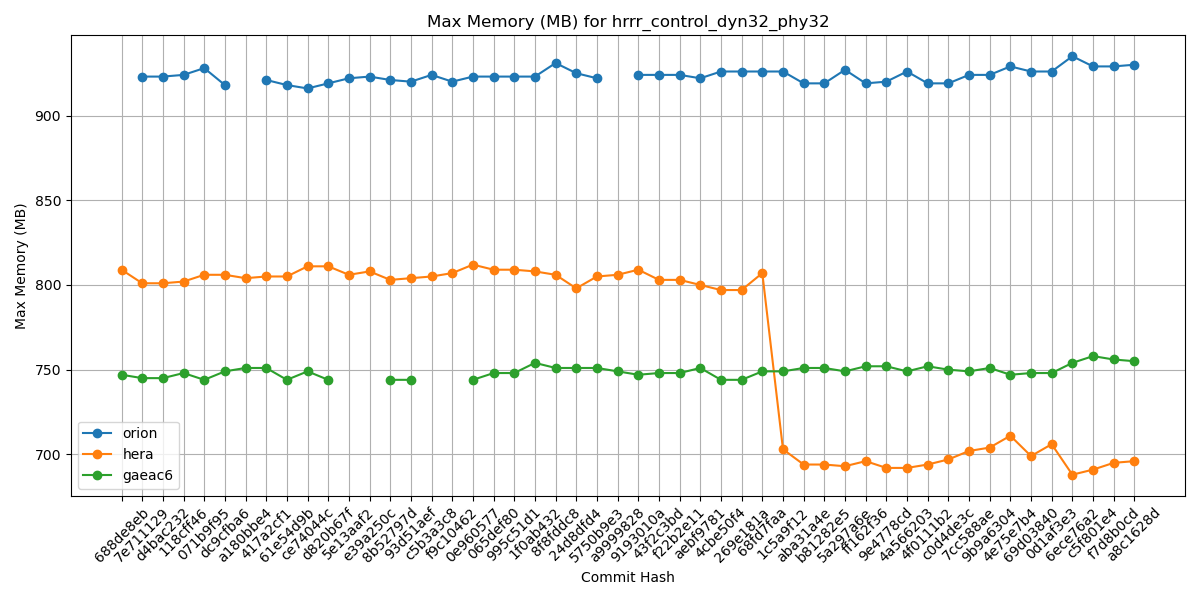 Max Memory (MB) for hrrr_control_dyn32_phy32
Max Memory (MB)
900
850
800
750
700
orion
hera
gaeac6
688de8eb
7e711129
d4bac232
118cff46
071b9f95
dc9cfba6
a180bbe4
417a2cf1
61e54d9b
ce74044c
d820b67f
5e13aaf2
e39a250c
8b52797d
93d51aef
c5b3a3c8
f9c10462
0e960577
065def80
995c51d1
1f0ab432
8f8fd0c8
24d8dfd4
5750b9e3
a9999828
9193010a
43f253bd
f22b2e11
aebf9781
4cbe50f4
269e181a
68fd7faa
1c5a9f12
aba31a4e
b81282e5
5a297a6e
ff162f36
9e4778cd
4a566203
4f011b2
c0d4de3c
7cc588ae
9b9a6304
4e75e7b4
69d03840
0d1af3e3
6ece76a2
c5f801e4
f7d8b0cd
a8c1628d
Commit Hash